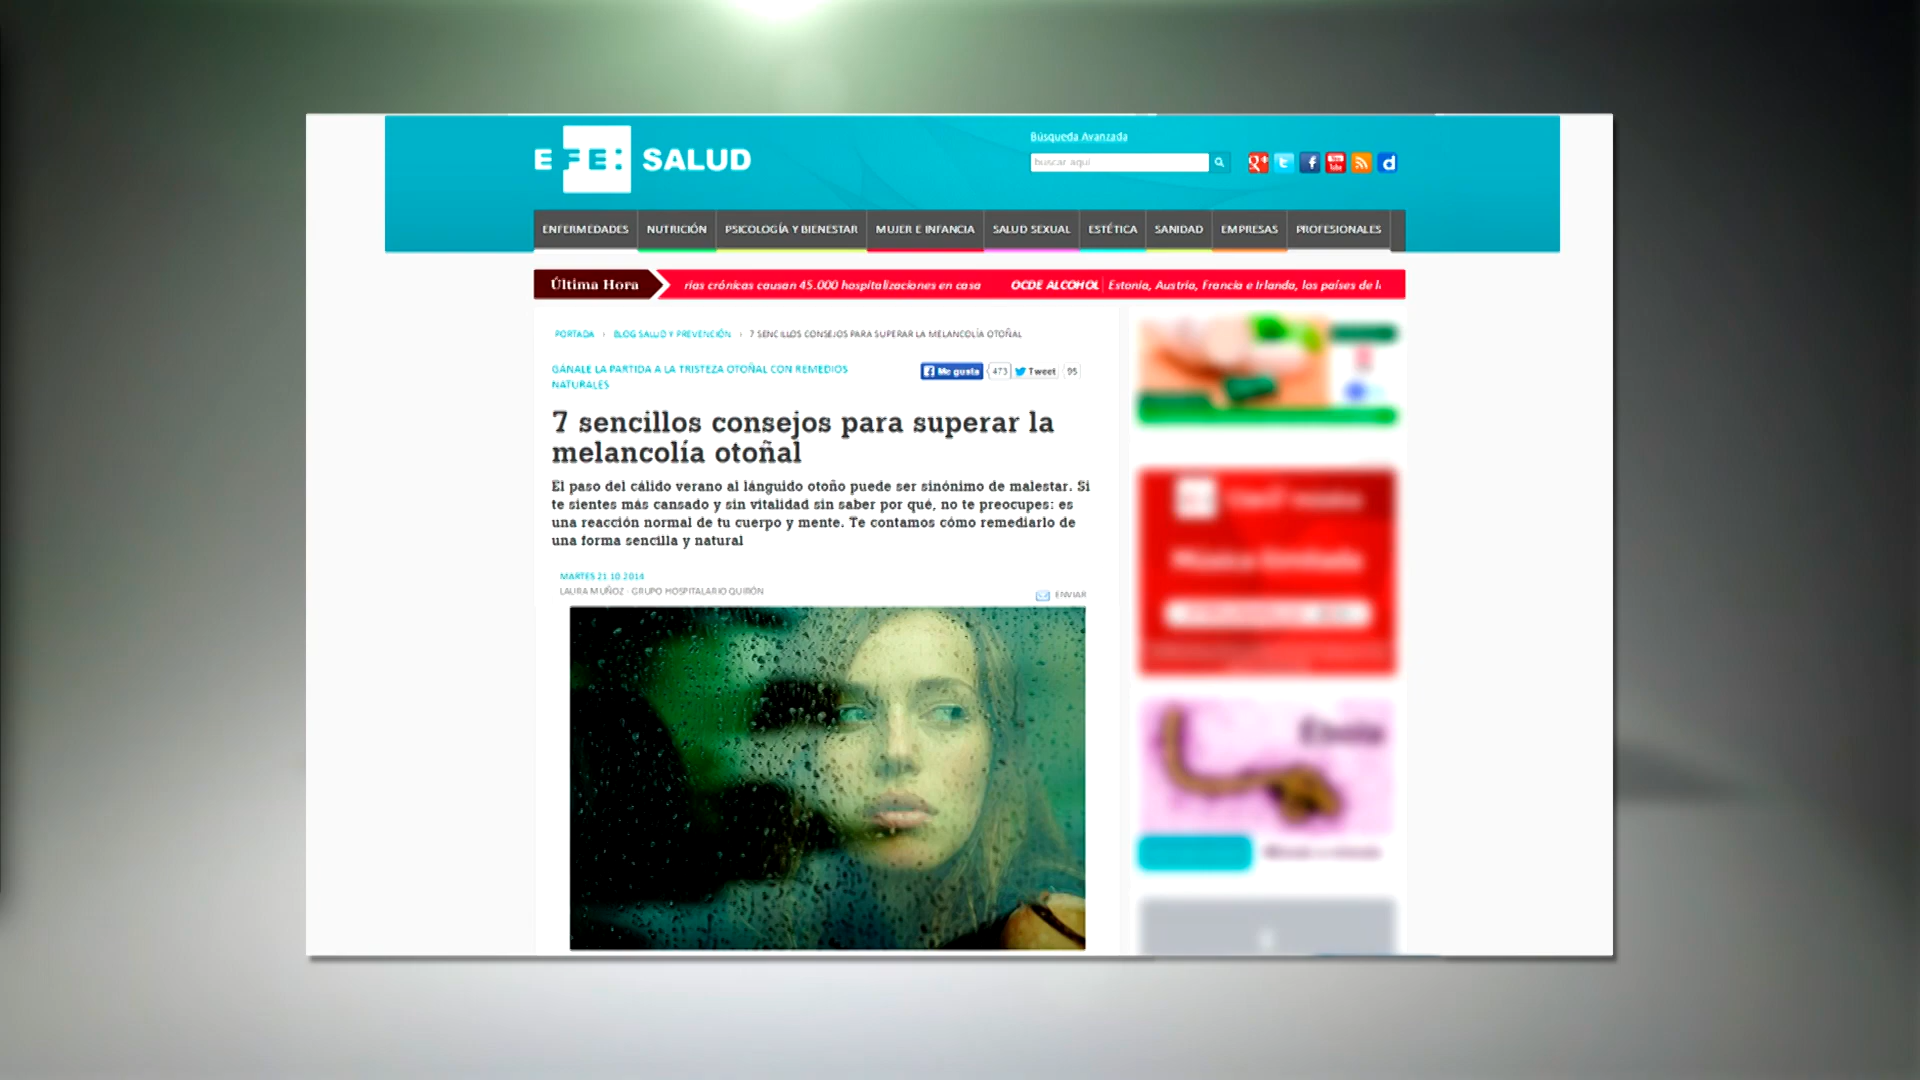 EFE: SALUD
Búsqueda Avanzada
buscar aquí
ENFERMEDADES NUTRICIÓN PSICOLOGÍA Y BIENESTAR MUJER E INFANCIA SALUD SEXUAL ESTÉTICA SANIDAD EMPRESAS PROFESIONALES
Última Hora rias crónicas causan 45.000 hospitalizaciones en casa OCDE ALCOHOL Estonia, Austria, Francia e Irlanda, los países de l
PORTADA › BLOG SALUD Y PREVENCIÓN › 7 SENCILLOS CONSEJOS PARA SUPERAR LA MELANCOLÍA OTOÑAL
GÁNALE LA PARTIDA A LA TRISTEZA OTOÑAL CON REMEDIOS
NATURALES
Me gusta 473 Tweet 95
7 sencillos consejos para superar la
melancolía otoñal
El paso del cálido verano al lánguido otoño puede ser sinónimo de malestar. Si
te sientes más cansado y sin vitalidad sin saber por qué, no te preocupes: es
una reacción normal de tu cuerpo y mente. Te contamos cómo remediarlo de
una forma sencilla y natural
MARTES 21.10.2014
LAURA MUÑOZ - GRUPO HOSPITALARIO QUIRÓN
ENVIAR
Ébola